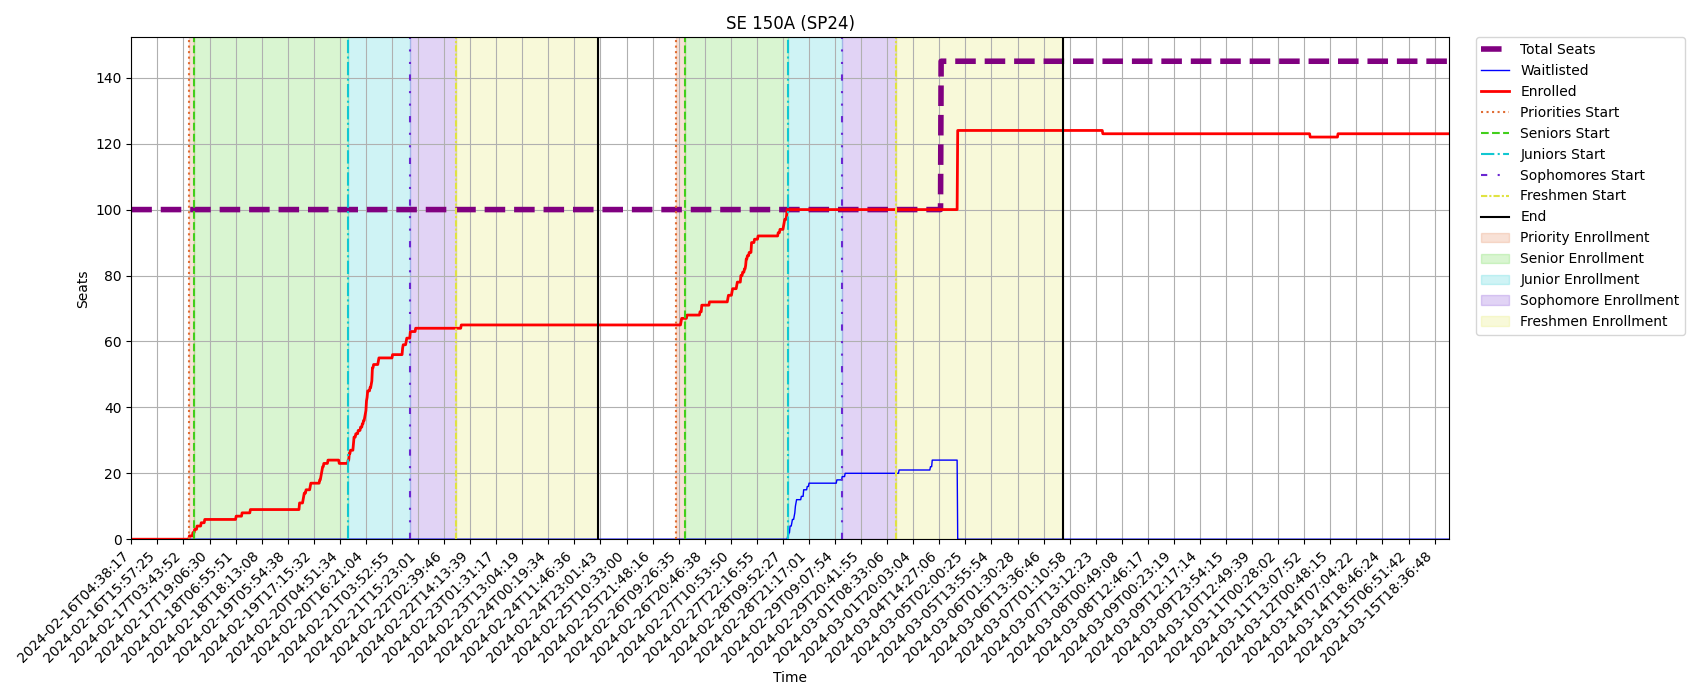 SE 150A (SP24)
Seats
140
120
100
80
60
40
20
0
2024-02-16T04:38:17
2024-02-16T15:57:25
2024-02-17T03:43:52
2024-02-17T19:06:30
2024-02-18T06:55:51
2024-02-18T18:13:08
2024-02-19T05:54:38
2024-02-19T17:15:32
2024-02-20T04:51:34
2024-02-20T16:21:04
2024-02-21T03:52:55
2024-02-21T15:23:01
2024-02-22T02:39:46
2024-02-22T14:13:39
2024-02-23T01:31:17
2024-02-23T13:04:19
2024-02-24T00:19:34
2024-02-24T11:46:36
2024-02-24T23:01:43
2024-02-25T10:33:00
2024-02-25T21:48:16
2024-02-26T09:26:35
2024-02-26T20:46:38
2024-02-27T10:53:50
2024-02-27T22:16:55
2024-02-28T09:52:27
2024-02-28T21:17:01
2024-02-29T09:07:54
2024-02-29T20:41:55
2024-03-01T08:33:06
2024-03-01T20:03:04
2024-03-04T14:27:06
2024-03-05T02:00:25
2024-03-05T13:55:54
2024-03-06T01:30:28
2024-03-06T13:36:46
2024-03-07T01:10:58
2024-03-07T13:12:23
2024-03-08T00:49:08
2024-03-08T12:46:17
2024-03-09T00:23:19
2024-03-09T12:17:14
2024-03-09T23:54:15
2024-03-10T12:49:39
2024-03-11T00:28:02
2024-03-11T13:07:52
2024-03-12T00:48:15
2024-03-14T07:04:22
2024-03-14T18:46:24
2024-03-15T06:51:42
2024-03-15T18:36:48
Time
Total Seats
Waitlisted
Enrolled
Priorities Start
Seniors Start
Juniors Start
Sophomores Start
Freshmen Start
End
Priority Enrollment
Senior Enrollment
Junior Enrollment
Sophomore Enrollment
Freshmen Enrollment